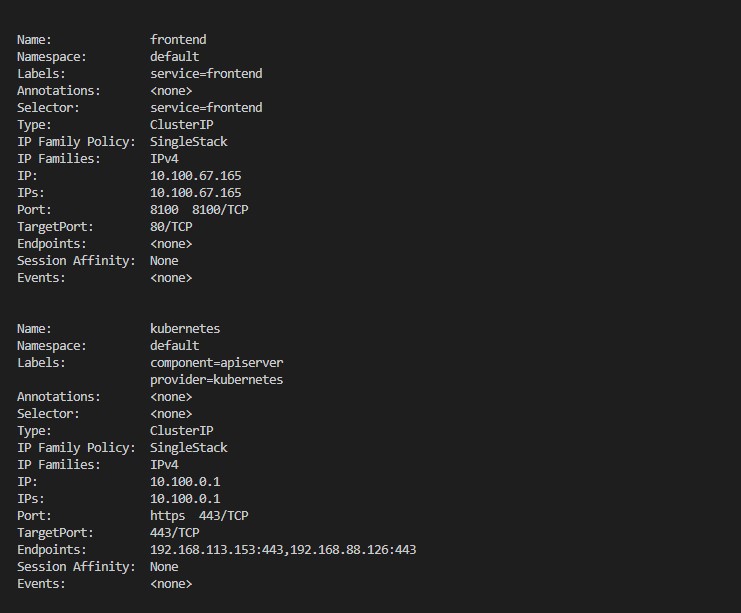 Name:              frontend
Namespace:         default
Labels:            service=frontend
Annotations:       <none>
Selector:          service=frontend
Type:              ClusterIP
IP Family Policy:  SingleStack
IP Families:       IPv4
IP:                10.100.67.165
IPs:               10.100.67.165
Port:              8100  8100/TCP
TargetPort:        80/TCP
Endpoints:         <none>
Session Affinity:  None
Events:            <none>

Name:              kubernetes
Namespace:         default
Labels:            component=apiserver
                   provider=kubernetes
Annotations:       <none>
Selector:          <none>
Type:              ClusterIP
IP Family Policy:  SingleStack
IP Families:       IPv4
IP:                10.100.0.1
IPs:               10.100.0.1
Port:              https  443/TCP
TargetPort:        443/TCP
Endpoints:         192.168.113.153:443,192.168.88.126:443
Session Affinity:  None
Events:            <none>